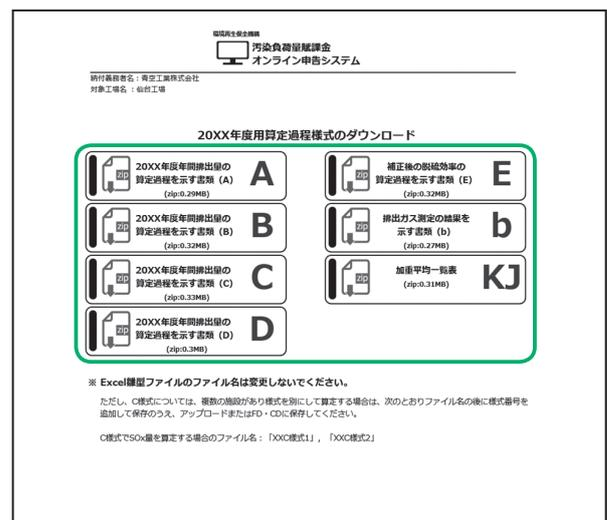 環境再生保全機構
汚染負荷量賦課金
オンライン申告システム
納付義務者名：青空工業株式会社
対象工場名 ：仙台工場
20XX年度用算定過程様式のダウンロード
zip
20XX年度年間排出量の
算定過程を示す書類（A）
(zip:0.29MB)
A
zip
20XX年度年間排出量の
算定過程を示す書類（B）
(zip:0.32MB)
B
zip
20XX年度年間排出量の
算定過程を示す書類（C）
(zip:0.33MB)
C
zip
20XX年度年間排出量の
算定過程を示す書類（D）
(zip:0.3MB)
D
zip
補正後の脱硫効率の
算定過程を示す書類（E）
(zip:0.32MB)
E
zip
排出ガス測定の結果を
示す書類（b）
(zip:0.27MB)
b
zip
加重平均一覧表
(zip:0.31MB)
KJ
※ Excel雛型ファイルのファイル名は変更しないでください。
ただし、C様式については、複数の施設があり様式を別にして算定する場合は、次のとおりファイル名の後に様式番号を
追加して保存のうえ、アップロードまたはFD・CDに保存してください。
C様式でSOx量を算定する場合のファイル名：「XXC様式1」，「XXC様式2」